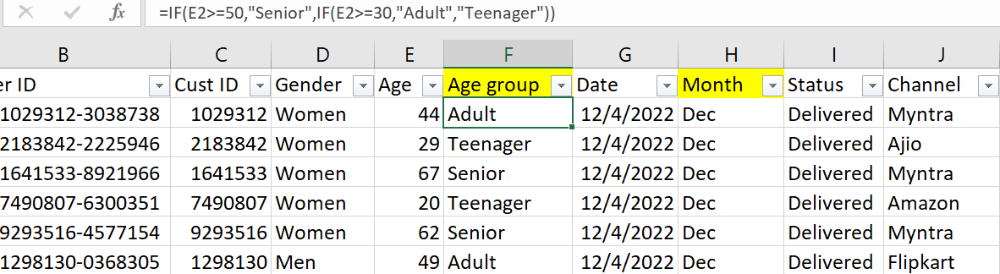 fx =IF(E2>=50,"Senior",IF(E2>=30,"Adult","Teenager"))
B C D E F G H I J
er ID Cust ID Gender Age Age group Date Month Status Channel
1029312-3038738 1029312 Women 44 Adult 12/4/2022 Dec Delivered Myntra
2183842-2225946 2183842 Women 29 Teenager 12/4/2022 Dec Delivered Ajio
1641533-8921966 1641533 Women 67 Senior 12/4/2022 Dec Delivered Myntra
7490807-6300351 7490807 Women 20 Teenager 12/4/2022 Dec Delivered Amazon
9293516-4577154 9293516 Women 62 Senior 12/4/2022 Dec Delivered Myntra
1298130-0368305 1298130 Men 49 Adult 12/4/2022 Dec Delivered Flipkart